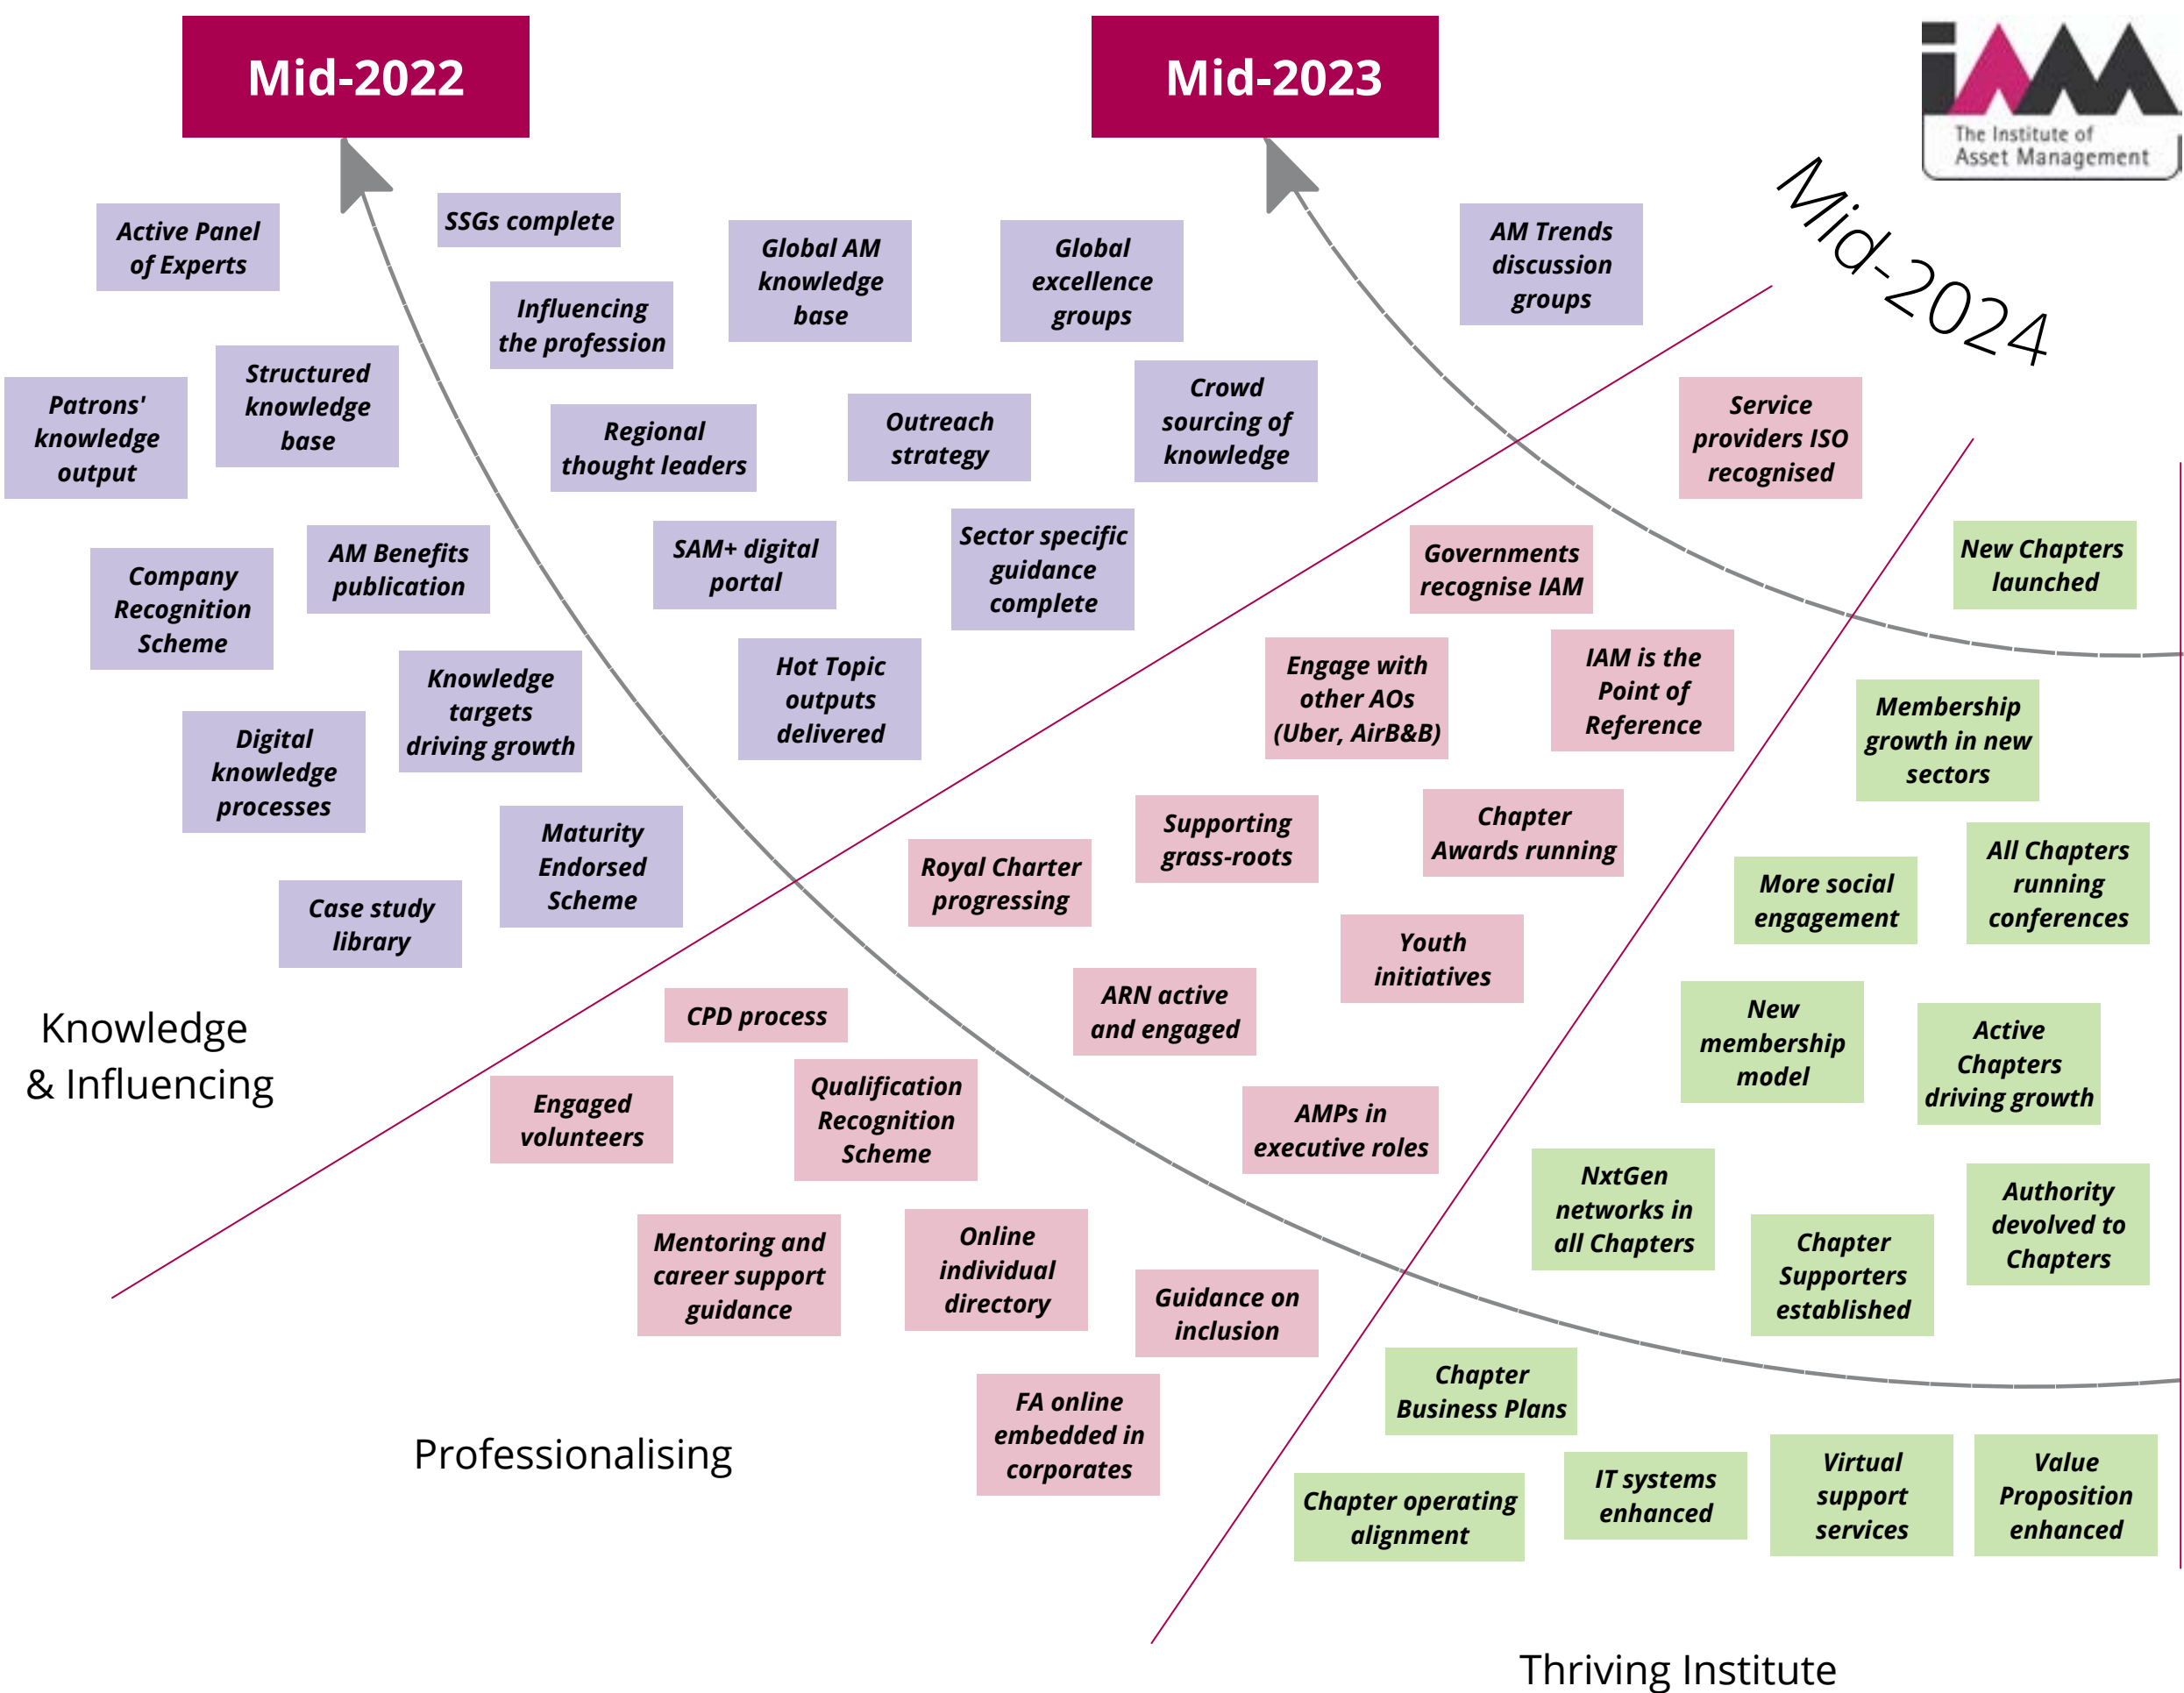 Mid-2022
Mid-2023
iAM
The Institute of
Asset Management
Mid-2024
Active Panel
of Experts
SSGs complete
Global AM
knowledge
base
Global
excellence
groups
AM Trends
discussion
groups
Influencing
the profession
Patrons'
knowledge
output
Structured
knowledge
base
Regional
thought leaders
Outreach
strategy
Crowd
sourcing of
knowledge
Service
providers ISO
recognised
Company
Recognition
Scheme
AM Benefits
publication
SAM+ digital
portal
Sector specific
guidance
complete
Governments
recognise IAM
New Chapters
launched
Knowledge
targets
driving growth
Hot Topic
outputs
delivered
Engage with
other AOs
(Uber, AirB&B)
IAM is the
Point of
Reference
Membership
growth in new
sectors
Digital
knowledge
processes
Maturity
Endorsed
Scheme
Royal Charter
progressing
Supporting
grass-roots
Chapter
Awards running
More social
engagement
All Chapters
running
conferences
Case study
library
Youth
initiatives
Knowledge
& Influencing
CPD process
ARN active
and engaged
New
membership
model
Active
Chapters
driving growth
Engaged
volunteers
Qualification
Recognition
Scheme
AMPs in
executive roles
NxtGen
networks in
all Chapters
Authority
devolved to
Chapters
Mentoring and
career support
guidance
Online
individual
directory
Guidance on
inclusion
Chapter
Supporters
established
FA online
embedded in
corporates
Chapter
Business Plans
Professionalising
Chapter operating
alignment
IT systems
enhanced
Virtual
support
services
Value
Proposition
enhanced
Thriving Institute